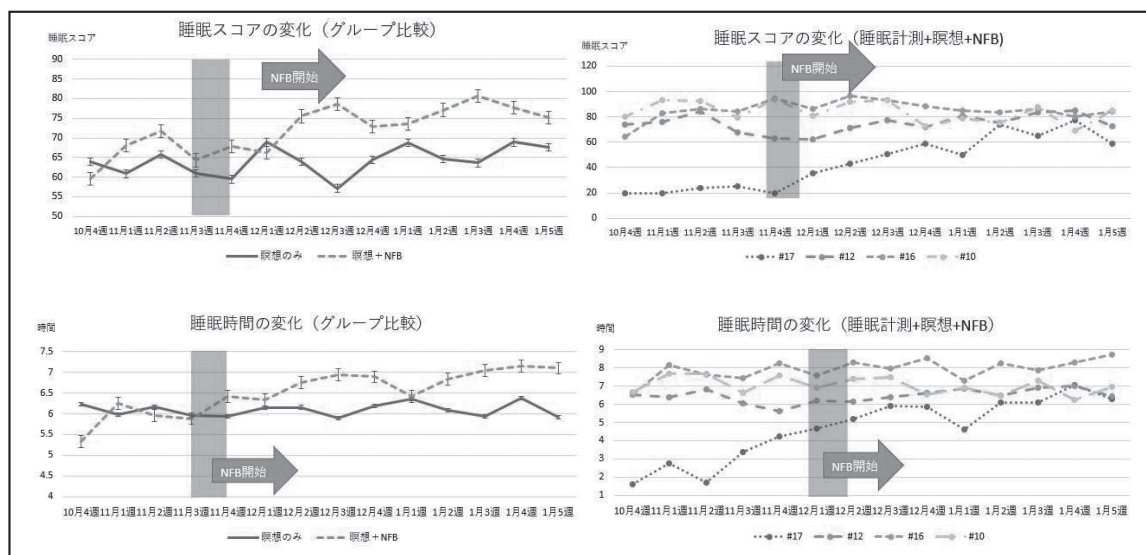 睡眠スコアの変化（グループ比較）
睡眠スコア
90
85
80
75
70
65
60
55
50
NFB開始
10月4週 11月1週 11月2週 11月3週 11月4週 12月1週 12月2週 12月3週 12月4週 1月1週 1月2週 1月3週 1月4週 1月5週
瞑想のみ 瞑想＋NFB
睡眠スコアの変化（睡眠計測+瞑想+NFB)
睡眠スコア
120
100
80
60
40
20
0
NFB開始
10月4週 11月1週 11月2週 11月3週 11月4週 12月1週 12月2週 12月3週 12月4週 1月1週 1月2週 1月3週 1月4週 1月5週
#17 #12 #16 #10
睡眠時間の変化（グループ比較）
時間
7.5
7
6.5
6
5.5
5
4.5
4
NFB開始
10月4週 11月1週 11月2週 11月3週 11月4週 12月1週 12月2週 12月3週 12月4週 1月1週 1月2週 1月3週 1月4週 1月5週
瞑想のみ 瞑想＋NFB
睡眠時間の変化（睡眠計測+瞑想+NFB）
時間
9
8
7
6
5
4
3
2
1
NFB開始
10月4週 11月1週 11月2週 11月3週 11月4週 12月1週 12月2週 12月3週 12月4週 1月1週 1月2週 1月3週 1月4週 1月5週
#17 #12 #16 #10